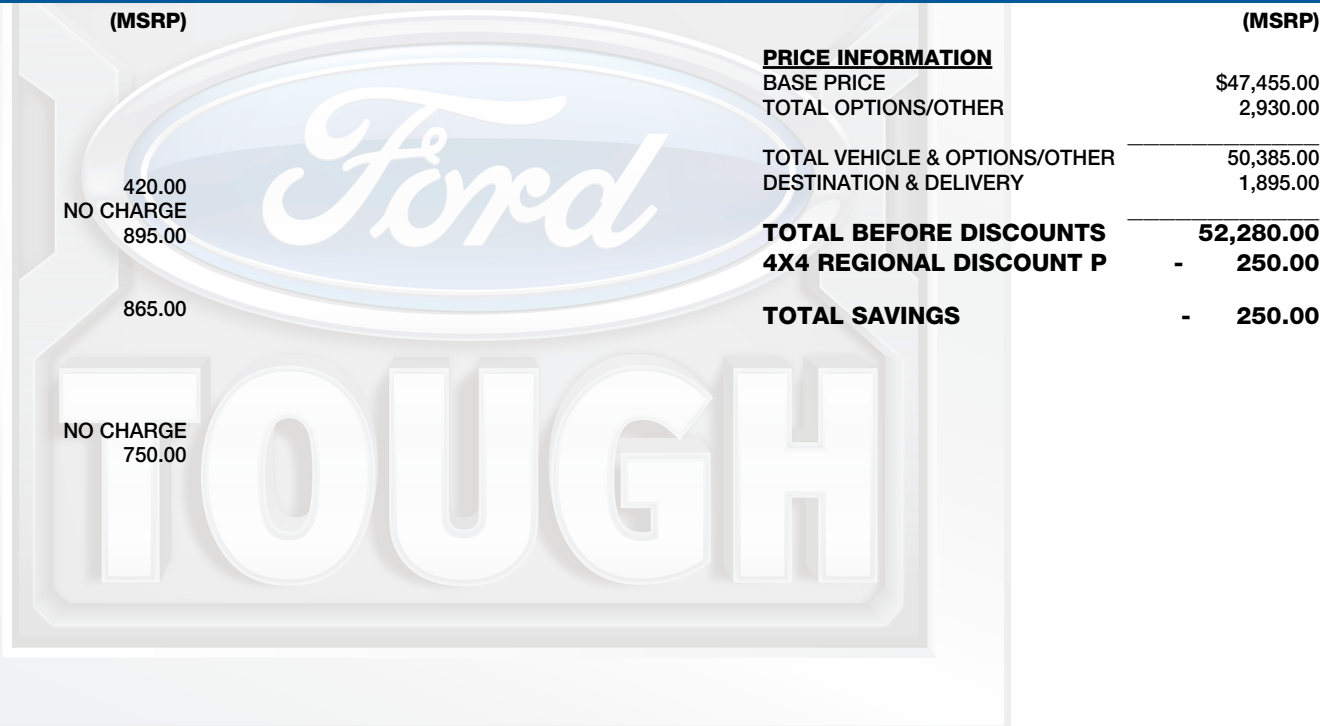 (MSRP)
420.00
NO CHARGE
895.00
865.00
NO CHARGE
750.00
(MSRP)
PRICE INFORMATION
BASE PRICE $47,455.00
TOTAL OPTIONS/OTHER 2,930.00
TOTAL VEHICLE & OPTIONS/OTHER 50,385.00
DESTINATION & DELIVERY 1,895.00
TOTAL BEFORE DISCOUNTS 52,280.00
4X4 REGIONAL DISCOUNT P - 250.00
TOTAL SAVINGS - 250.00
Ford
TOUGH